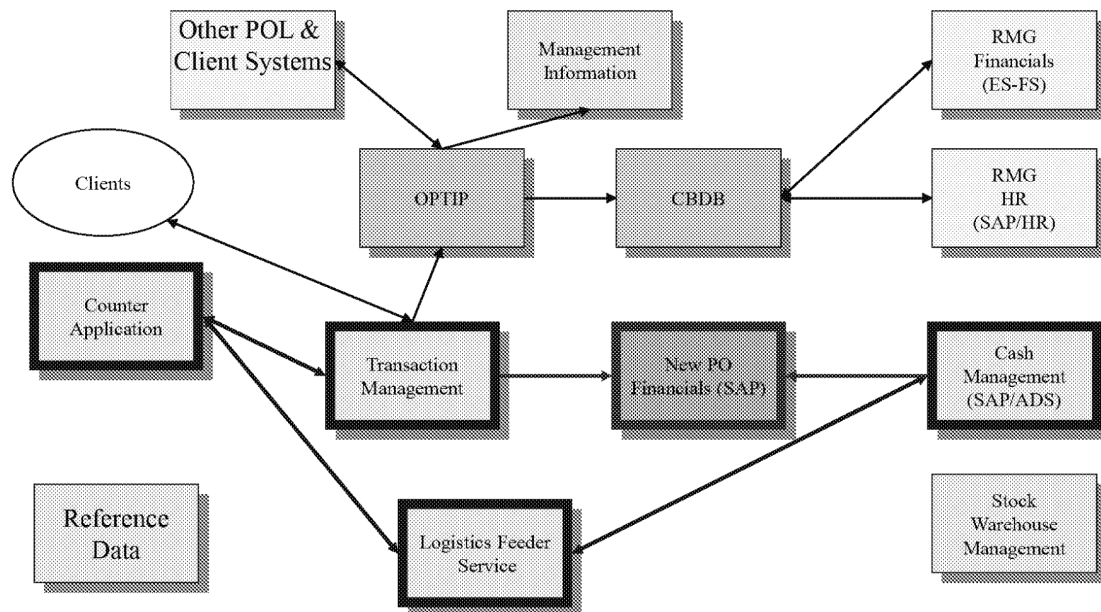 Other POL &
Client Systems
Management
Information
RMG
Financials
(ES-FS)
Clients
OPTIP
CBDB
RMG
HR
(SAP/HR)
Counter
Application
Transaction
Management
New PO
Financials (SAP)
Cash
Management
(SAP/ADS)
Reference
Data
Logistics Feeder
Service
Stock
Warehouse
Management